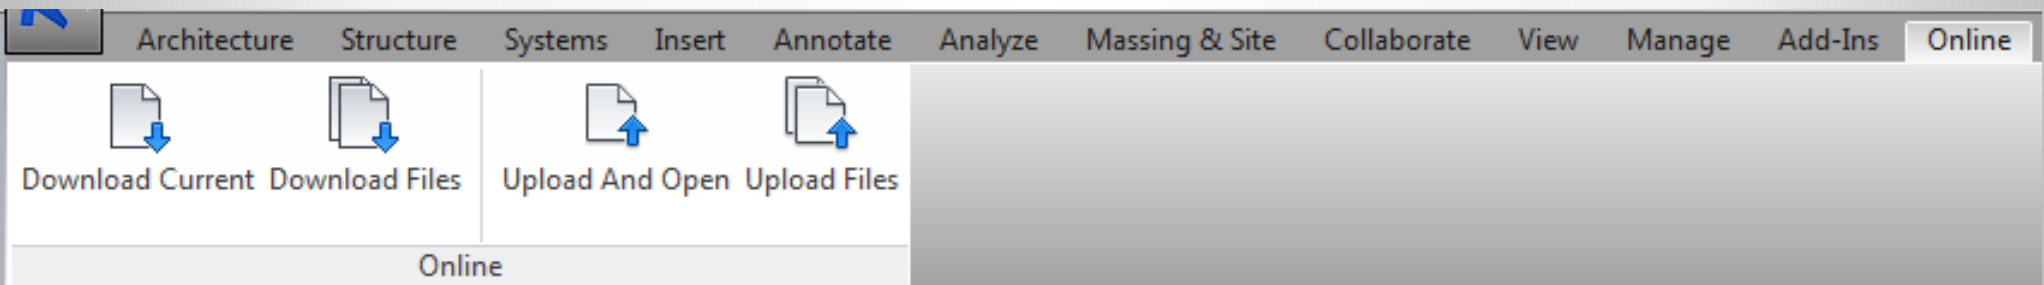 Architecture Structure Systems Insert Annotate Analyze Massing & Site Collaborate View Manage Add-Ins Online
Download Current Download Files Upload And Open Upload Files
Online